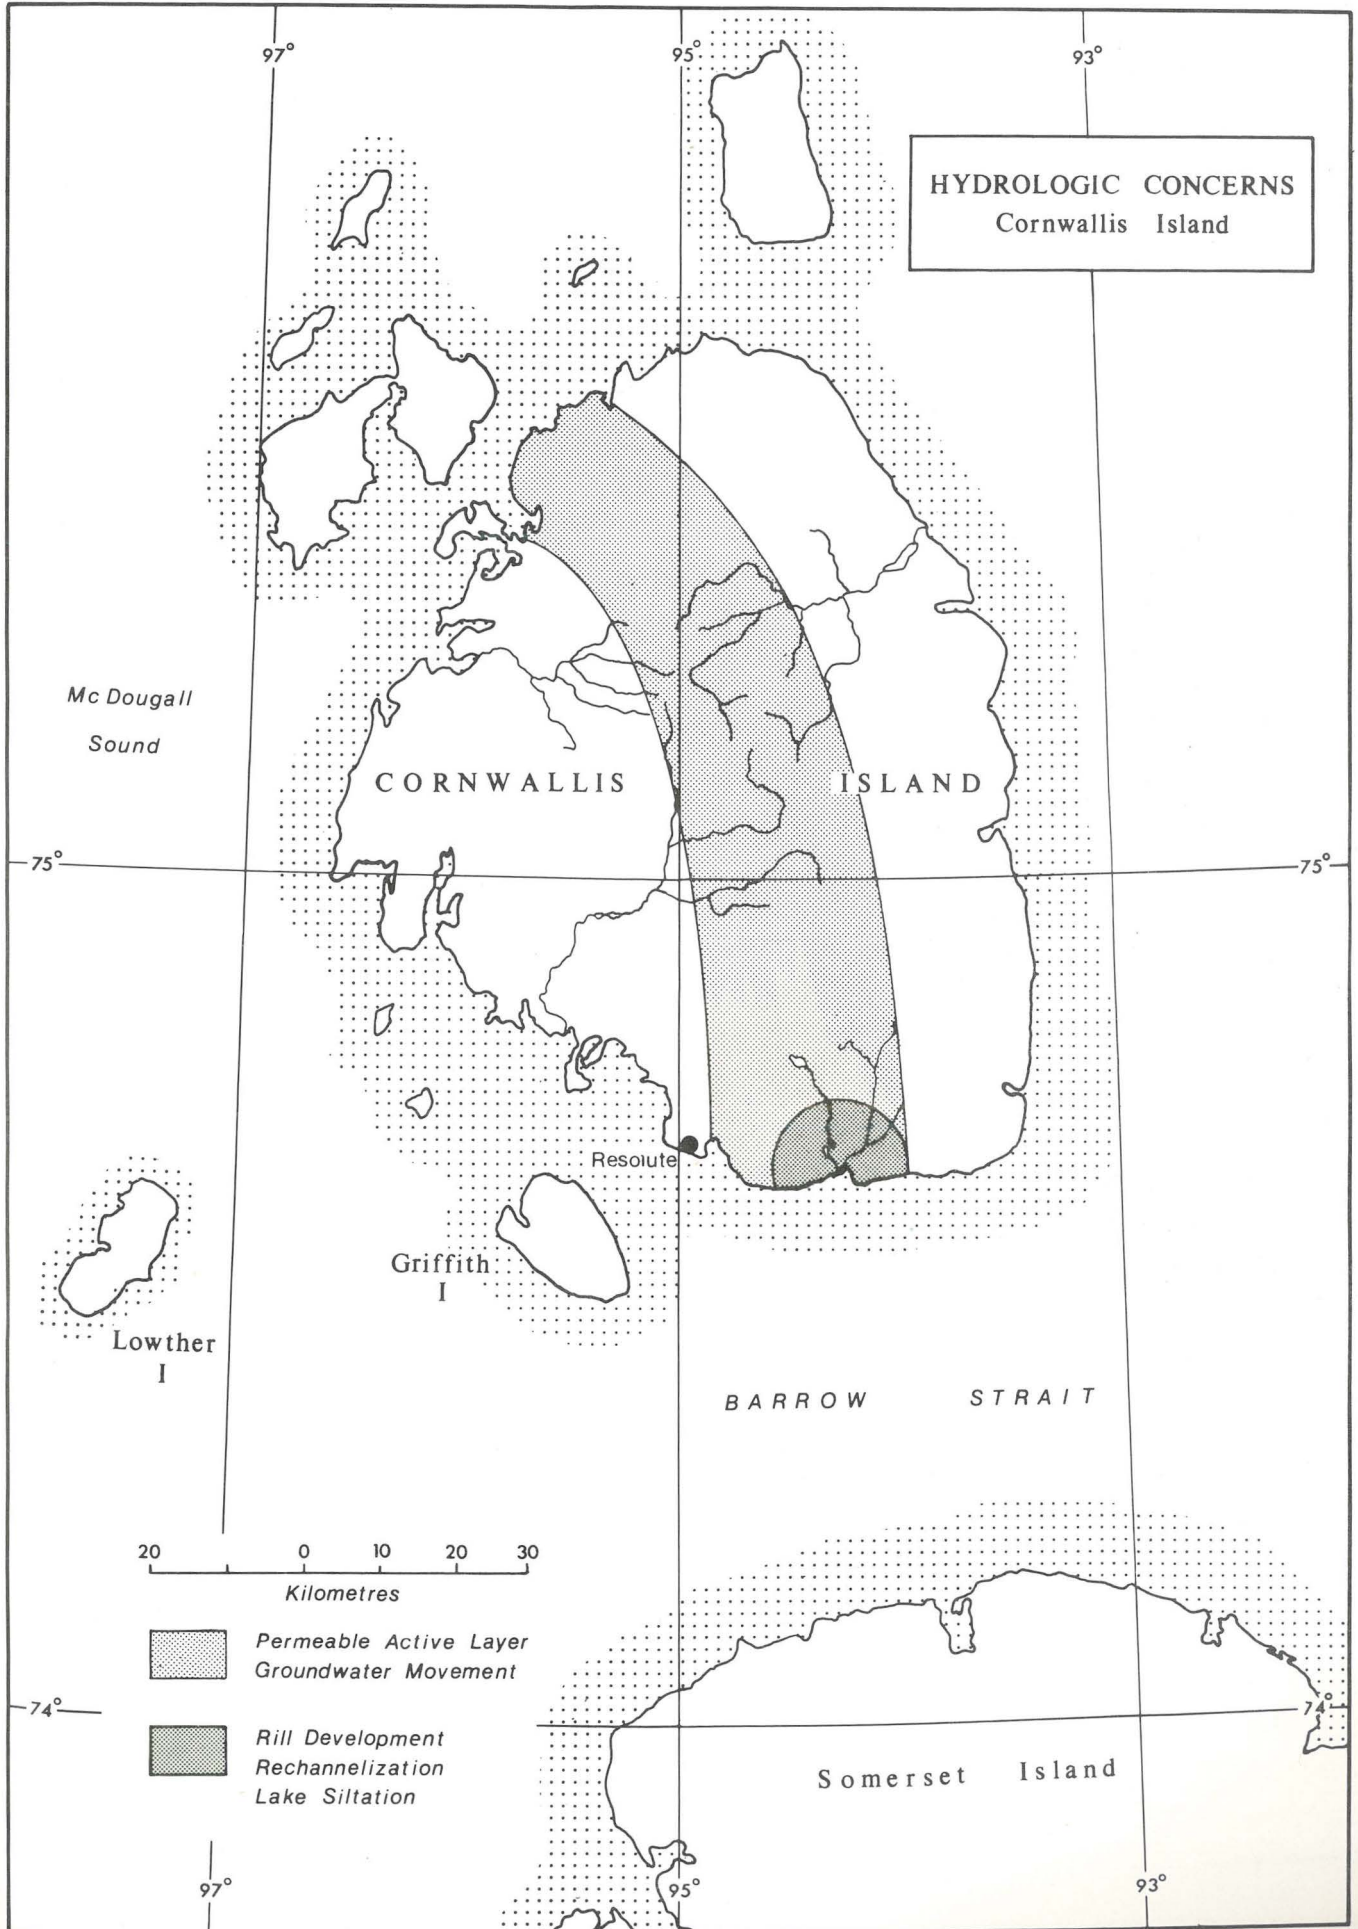 97°
95°
93°
HYDROLOGIC CONCERNS
Cornwallis Island
Mc Dougall
Sound
CORNWALLIS ISLAND
75°
75°
Resolute
Griffith
I
Lowther
I
BARROW STRAIT
20 0 10 20 30
Kilometres
Permeable Active Layer
Groundwater Movement
74°
74°
Rill Development
Rechannelization
Lake Siltation
Somerset Island
97°
95°
93°